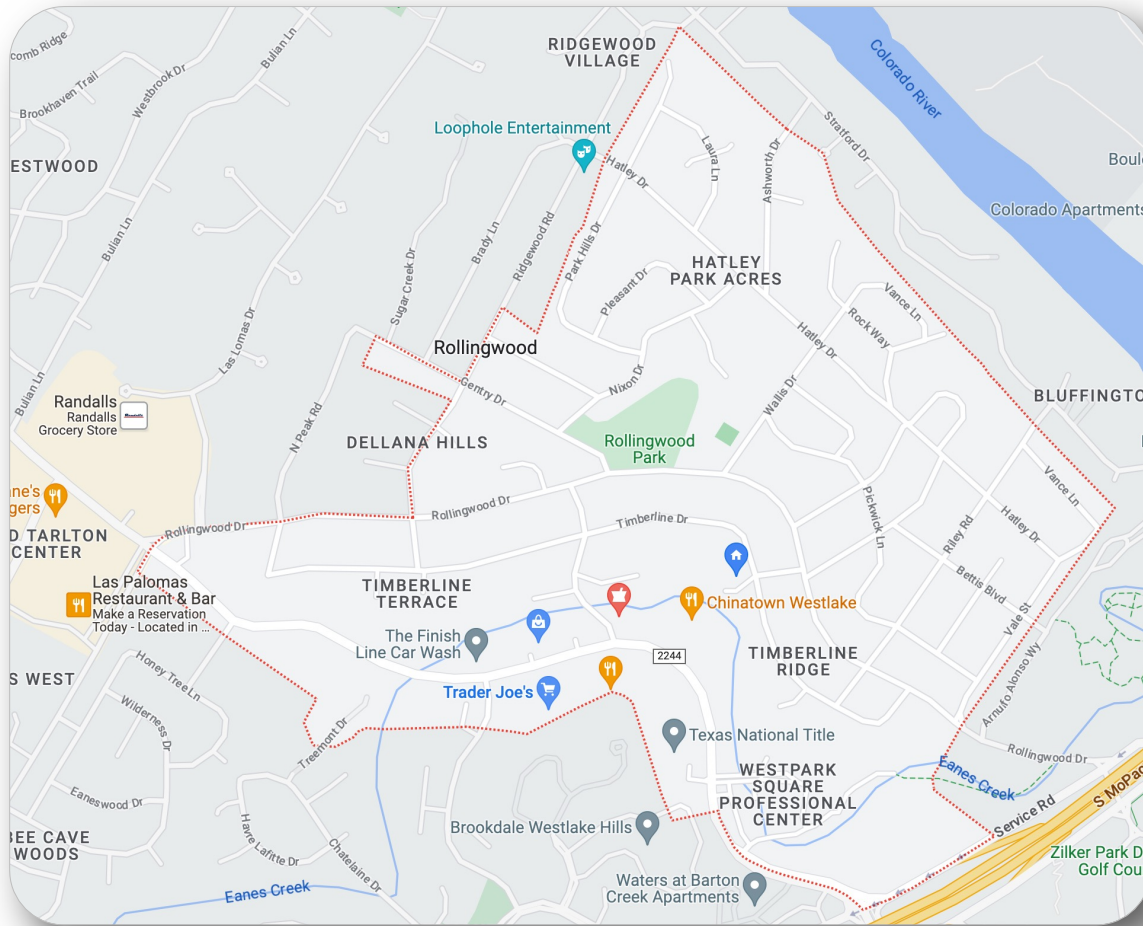 RIDGEWOOD
VILLAGE
Colorado River
comb Ridge
Bulian Ln
Westbrook Dr
Brookhaven Trail
Loophole Entertainment
Stratford Dr
Boul
ESTWOOD
Hatley Dr
Laura Ln
Ashworth Dr
Colorado Apartments
Bulian Ln
Brady Ln
Ridgewood Rd
Park Hills Dr
HATLEY
PARK ACRES
Sugar Creek Dr
Pleasant Dr
Vance Ln
Rock Way
Las Lomas Dr
Hatley Dr
Rollingwood
Bulian Ln
Gentry Dr
Nixon Dr
Wallis Dr
BLUFFINGTO
Randalls
Randalls
Grocery Store
N Peak Rd
DELLANA HILLS
Rollingwood
Park
Vance Ln
ne's
gers
Rollingwood Dr
Rollingwood Dr
Timberline Dr
Pickwick Ln
Riley Rd
Hatley Dr
D TARLTON
CENTER
Bettis Blvd
TIMBERLINE
TERRACE
Las Palomas
Restaurant & Bar
Make a Reservation
Today - Located in ...
Chinatown Westlake
Vale St
The Finish
Line Car Wash
2244
TIMBERLINE
RIDGE
S WEST
Honey Tree Ln
Trader Joe's
Arnulfo Alonso Wy
Wilderness Dr
Treemont Dr
Texas National Title
Rollingwood Dr
Eanes Creek
WESTPARK
SQUARE
PROFESSIONAL
CENTER
S MoPac
Eaneswood Dr
Service Rd
BEE CAVE
WOODS
Havre Lafitte Dr
Chatelaine Dr
Brookdale Westlake Hills
Zilker Park D
Golf Cou
Eanes Creek
Waters at Barton
Creek Apartments